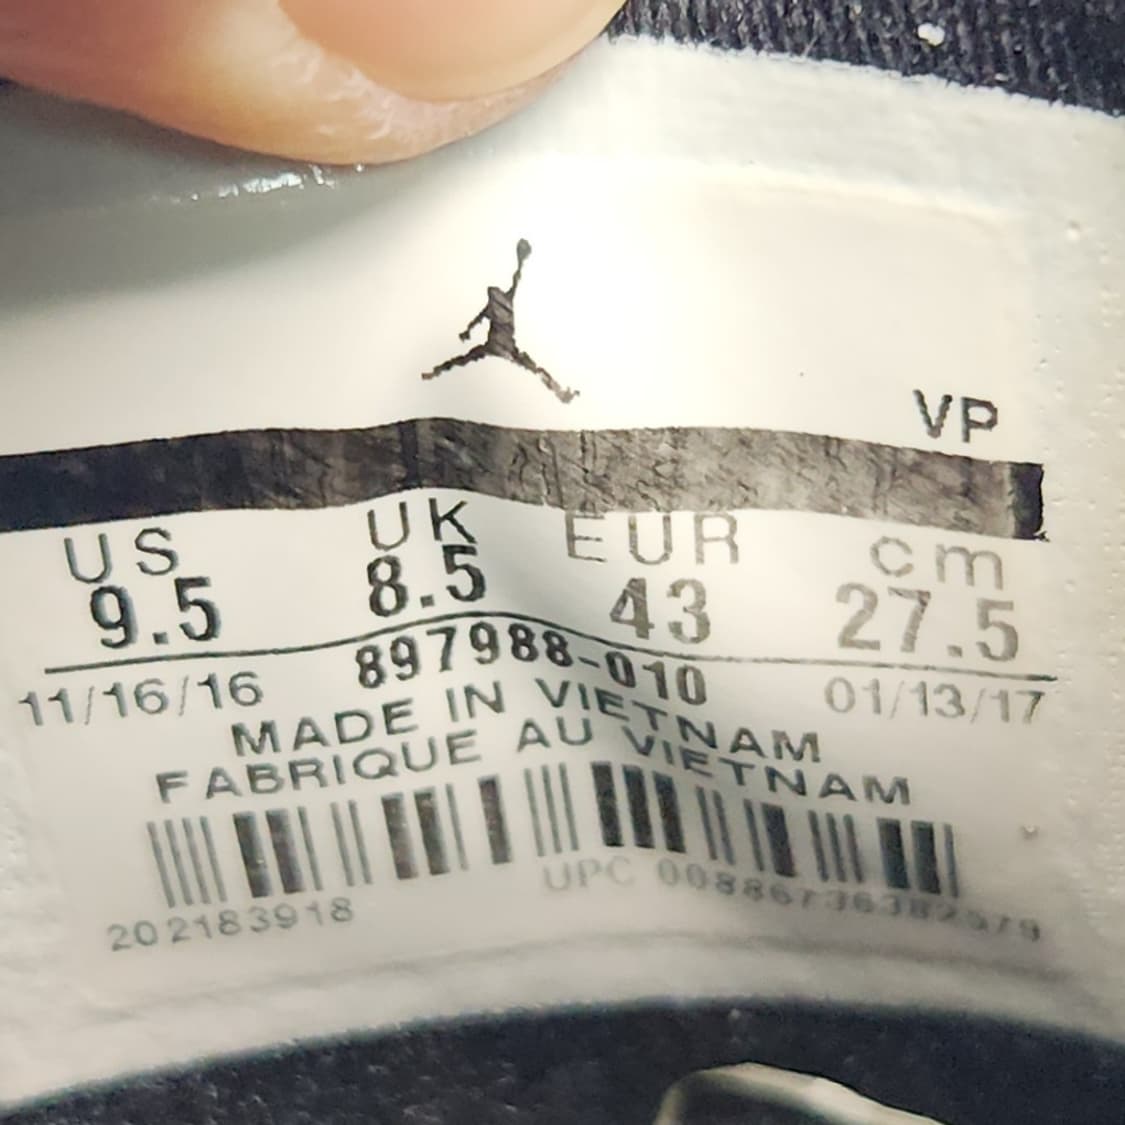 VP
US UK EUR cm
9.5 8.5 43 27.5
897988-010
11/16/16 01/13/17
MADE IN VIETNAM
FABRIQUE AU VIETNAM
UPC
202183918